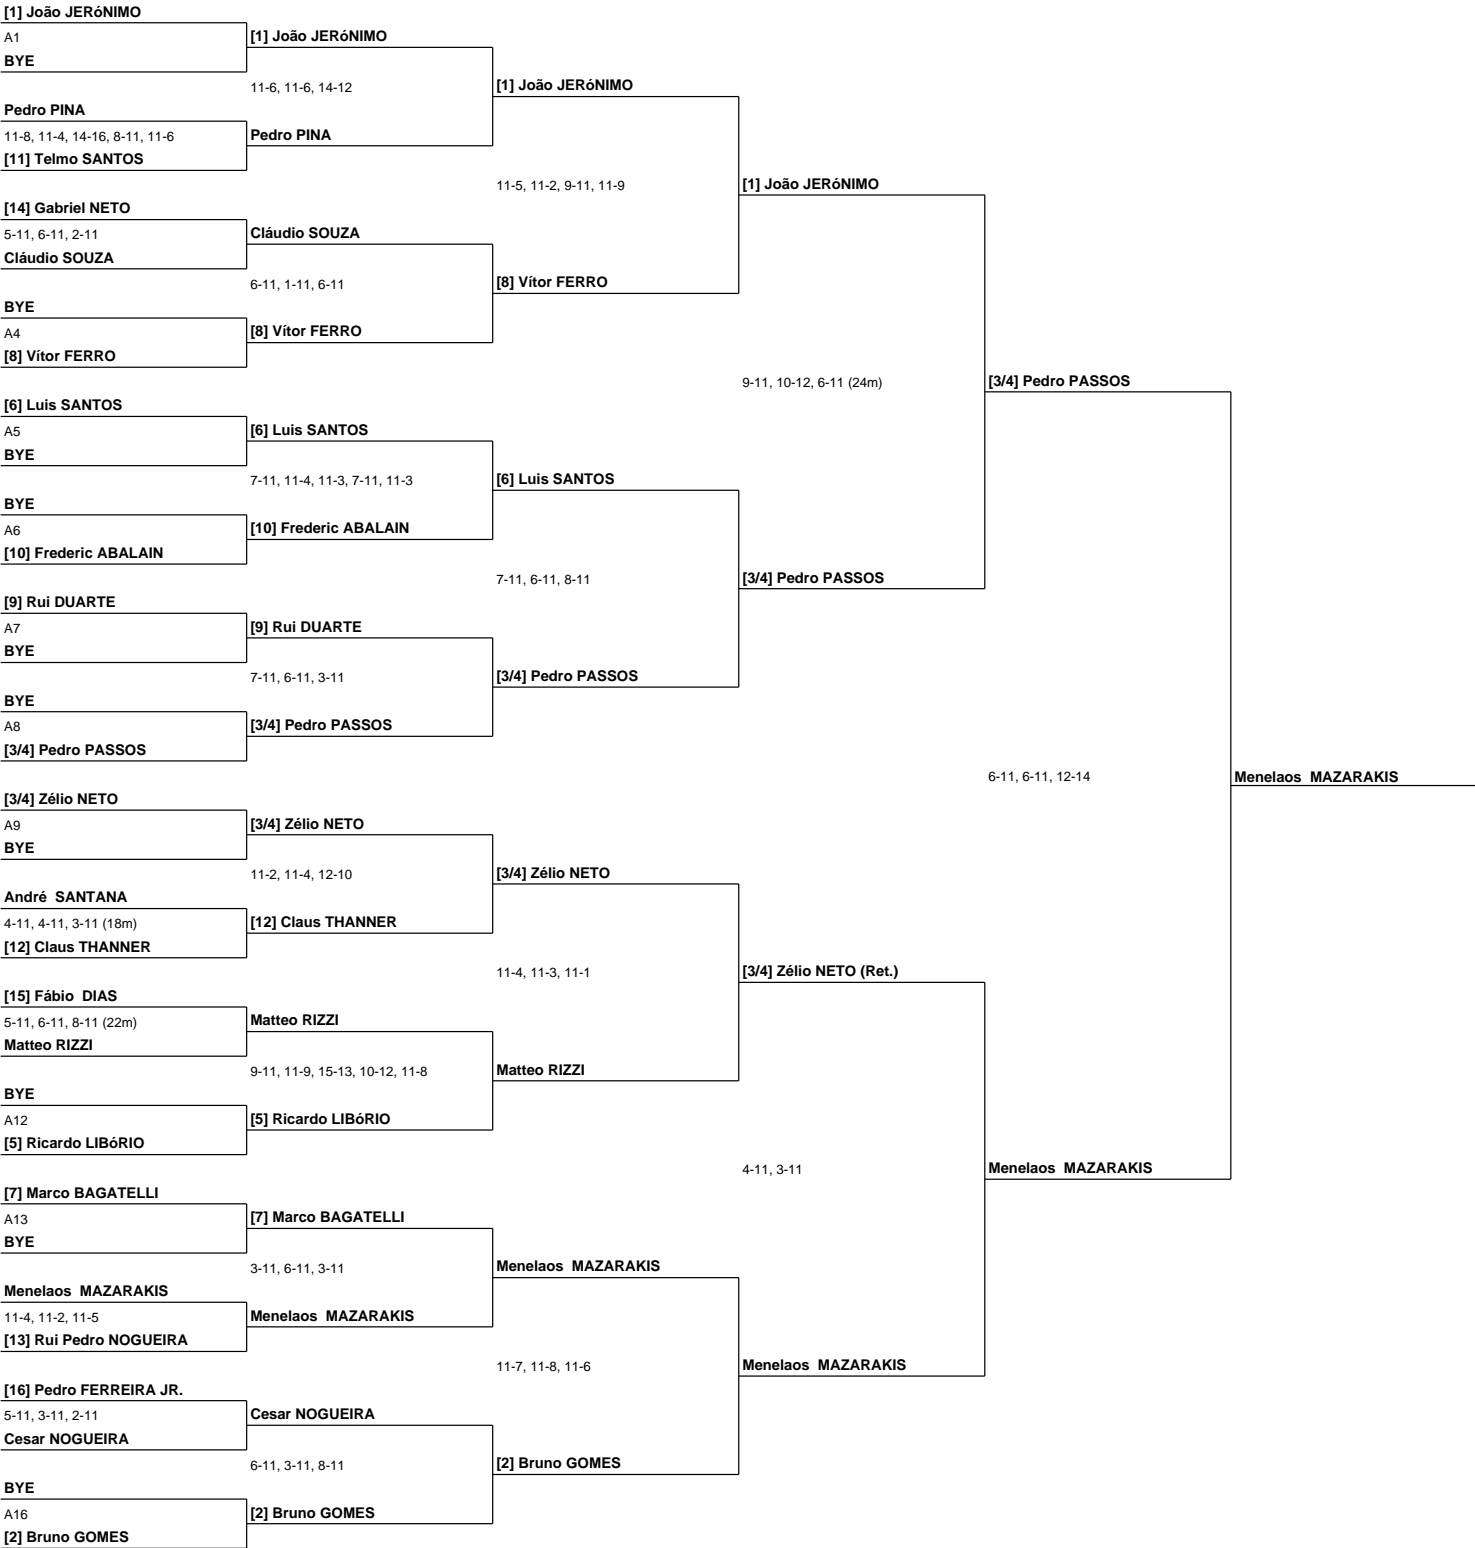 [1] João JERóNIMO
A1
BYE
Pedro PINA
11-8, 11-4, 14-16, 8-11, 11-6
[11] Telmo SANTOS
[14] Gabriel NETO
5-11, 6-11, 2-11
Cláudio SOUZA
BYE
A4
[8] Vítor FERRO
[6] Luis SANTOS
A5
BYE
BYE
A6
[10] Frederic ABALAIN
[9] Rui DUARTE
A7
BYE
BYE
A8
[3/4] Pedro PASSOS
[3/4] Zélio NETO
A9
BYE
André  SANTANA
4-11, 4-11, 3-11 (18m)
[12] Claus THANNER
[15] Fábio  DIAS
5-11, 6-11, 8-11 (22m)
Matteo RIZZI
BYE
A12
[5] Ricardo LIBóRIO
[7] Marco BAGATELLI
A13
BYE
Menelaos  MAZARAKIS
11-4, 11-2, 11-5
[13] Rui Pedro NOGUEIRA
[16] Pedro FERREIRA JR.
5-11, 3-11, 2-11
Cesar NOGUEIRA
BYE
A16
[2] Bruno GOMES
[1] João JERóNIMO
11-6, 11-6, 14-12
Pedro PINA
Cláudio SOUZA
6-11, 1-11, 6-11
[8] Vítor FERRO
[6] Luis SANTOS
7-11, 11-4, 11-3, 7-11, 11-3
[10] Frederic ABALAIN
[9] Rui DUARTE
7-11, 6-11, 3-11
[3/4] Pedro PASSOS
[3/4] Zélio NETO
11-2, 11-4, 12-10
[12] Claus THANNER
Matteo RIZZI
9-11, 11-9, 15-13, 10-12, 11-8
[5] Ricardo LIBóRIO
[7] Marco BAGATELLI
3-11, 6-11, 3-11
Menelaos  MAZARAKIS
Cesar NOGUEIRA
6-11, 3-11, 8-11
[2] Bruno GOMES
[1] João JERóNIMO
11-5, 11-2, 9-11, 11-9
[8] Vítor FERRO
[6] Luis SANTOS
7-11, 6-11, 8-11
[3/4] Pedro PASSOS
[3/4] Zélio NETO
11-4, 11-3, 11-1
Matteo RIZZI
Menelaos  MAZARAKIS
11-7, 11-8, 11-6
[2] Bruno GOMES
[1] João JERóNIMO
9-11, 10-12, 6-11 (24m)
[3/4] Pedro PASSOS
[3/4] Zélio NETO (Ret.)
4-11, 3-11
Menelaos  MAZARAKIS
[3/4] Pedro PASSOS
6-11, 6-11, 12-14
Menelaos  MAZARAKIS
Menelaos  MAZARAKIS